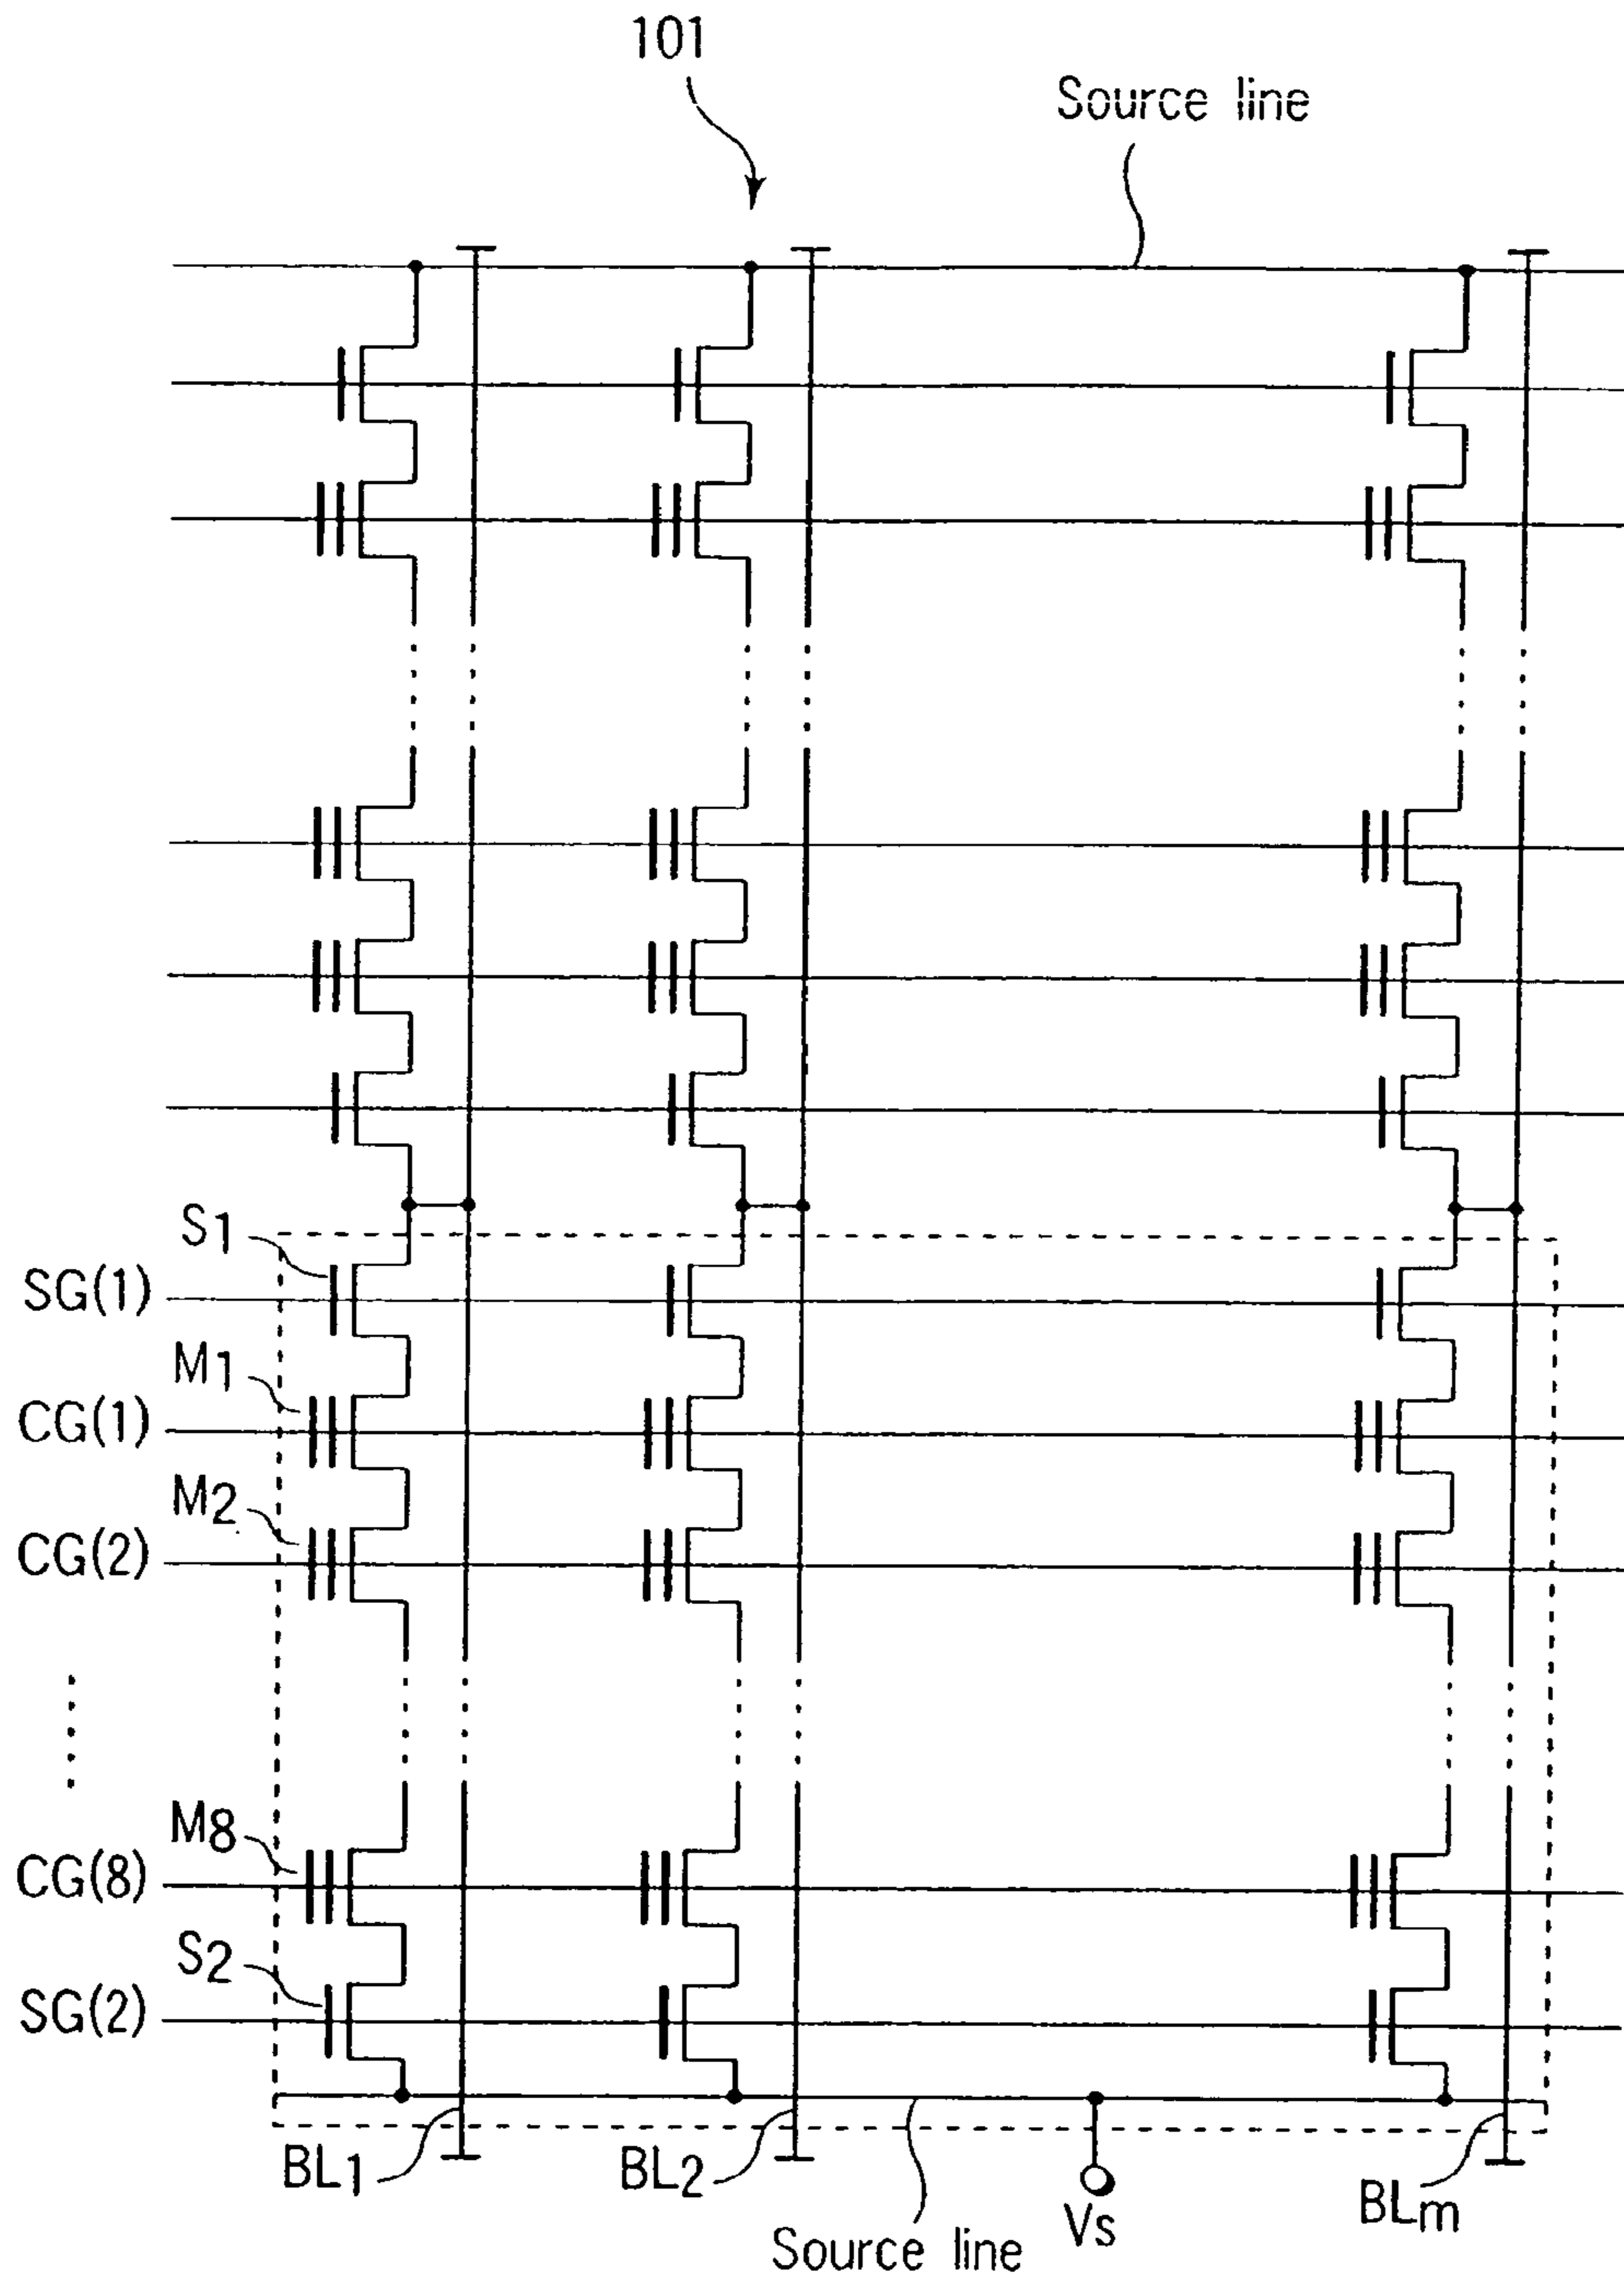 101
Source line
S1
SG(1)
M1
CG(1)
M2
CG(2)
M8
CG(8)
S2
SG(2)
BL1
BL2
BLm
Vs
Source line